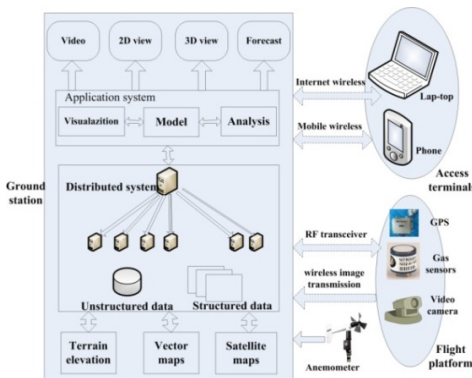 Video
2D view
3D view
Forecast
Application system
Visualazition
Model
Analysis
Internet wireless
Lap-top
Mobile wireless
Phone
Access
terminals
Ground
station
Distributed system
RF transceiver
GPS
Gas
sensors
wireless image
transmission
Video
camera
Unstructured data
Structured data
Terrain
elevation
Vector
maps
Satellite
maps
Anemometer
Flight
platform